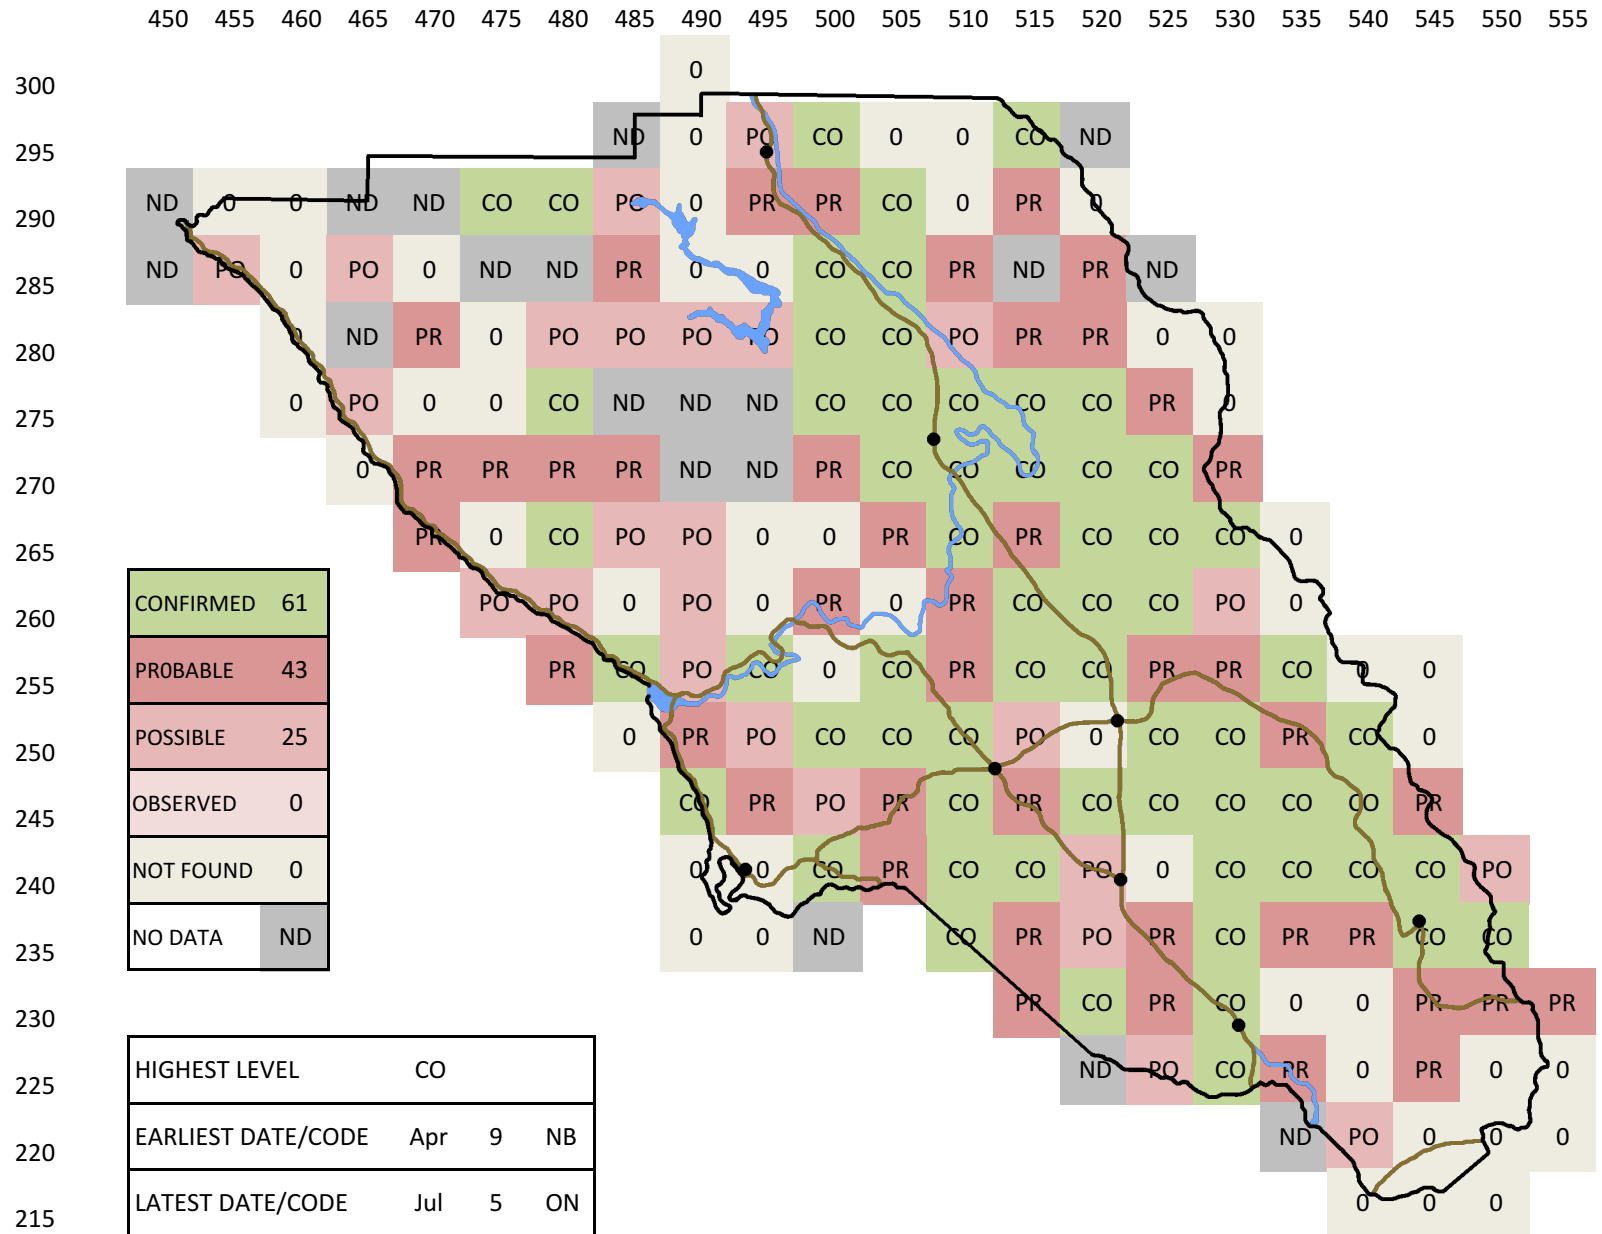 450 455 460 465 470 475 480 485 490 495 500 505 510 515 520 525 530 535 540 545 550 555
300 0
295 ND 0 PO CO 0 0 CO ND
290 ND 0 0 ND ND CO CO PO 0 PR PR CO 0 PR 0
285 ND PO 0 PO 0 ND ND PR 0 0 CO CO PR ND PR ND
280 0 ND PR 0 PO PO PO PO CO CO PO PR PR 0 0
275 0 PO 0 0 CO ND ND ND CO CO CO CO CO PR 0
270 0 PR PR PR PR ND ND PR CO CO CO CO CO PR
265 PR 0 CO PO PO 0 0 PR CO PR CO CO CO 0
260 PO PO 0 PO 0 PR 0 PR CO CO CO PO 0
255 PR CO PO CO 0 CO PR CO CO PR PR CO 0 0
250 0 PR PO CO CO CO PO 0 CO CO PR CO 0
245 CO PR PO PR CO PR CO CO CO CO CO PR
240 0 0 CO PR CO CO PO 0 CO CO CO CO PO
235 0 0 ND CO PR PO PR CO PR PR CO CO
230 PR CO PR CO 0 0 PR PR PR
225 ND PO CO PR 0 PR 0 0
220 ND PO 0 0 0
215 0 0 0
CONFIRMED 61
PR0BABLE 43
POSSIBLE 25
OBSERVED 0
NOT FOUND 0
NO DATA ND
HIGHEST LEVEL CO
EARLIEST DATE/CODE Apr 9 NB
LATEST DATE/CODE Jul 5 ON